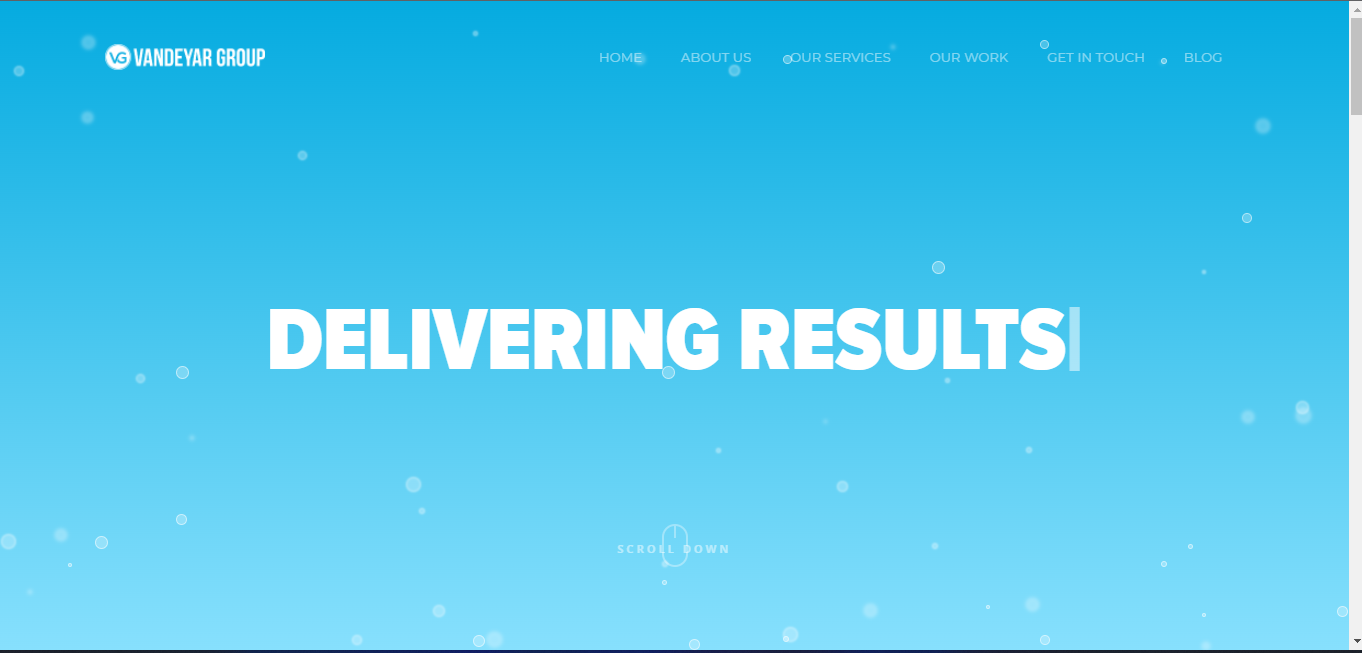 VG VANDEYAR GROUP
HOME ABOUT US OUR SERVICES OUR WORK GET IN TOUCH BLOG
DELIVERING RESULTS
SCROLL DOWN